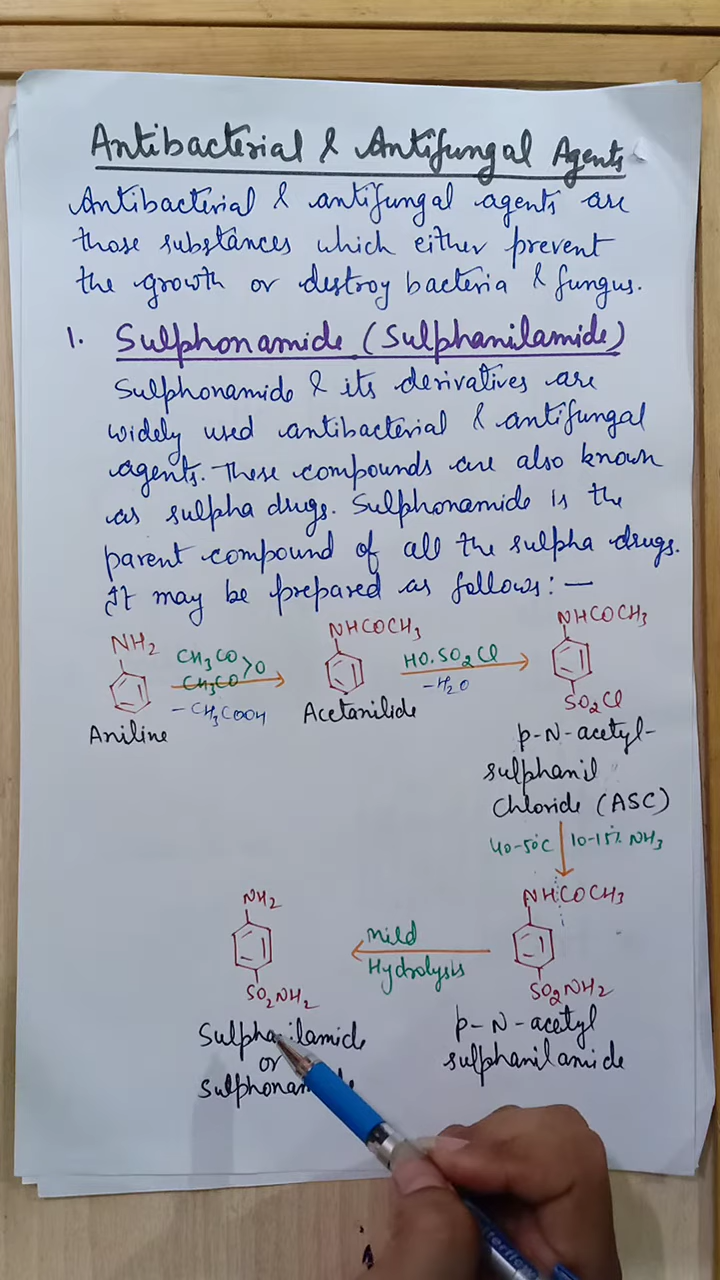 Antibacterial & Antifungal Agents
Antibacterial & antifungal agents are
those substances which either prevent
the growth or destroy bacteria & fungus.
1. Sulphonamide (Sulphanilamide)
Sulphonamide & its derivatives are
widely used antibacterial & antifungal
agents. These compounds are also known
as sulpha drugs. Sulphonamide is the
parent compound of all the sulpha drugs.
It may be prepared as follows:—
NH2
CH3CO
CH3CO >O
-CH3COOH
Aniline
NHCOCH3
Acetanilide
HO.SO2Cl
-H2O
NHCOCH3
SO2Cl
p-N-acetyl-
sulphanil
Chloride (ASC)
40-50°C 10-15% NH3
NHCOCH3
SO2NH2
p-N-acetyl
sulphanilamide
Mild
Hydrolysis
NH2
SO2NH2
Sulphanilamide
or
Sulphonamide